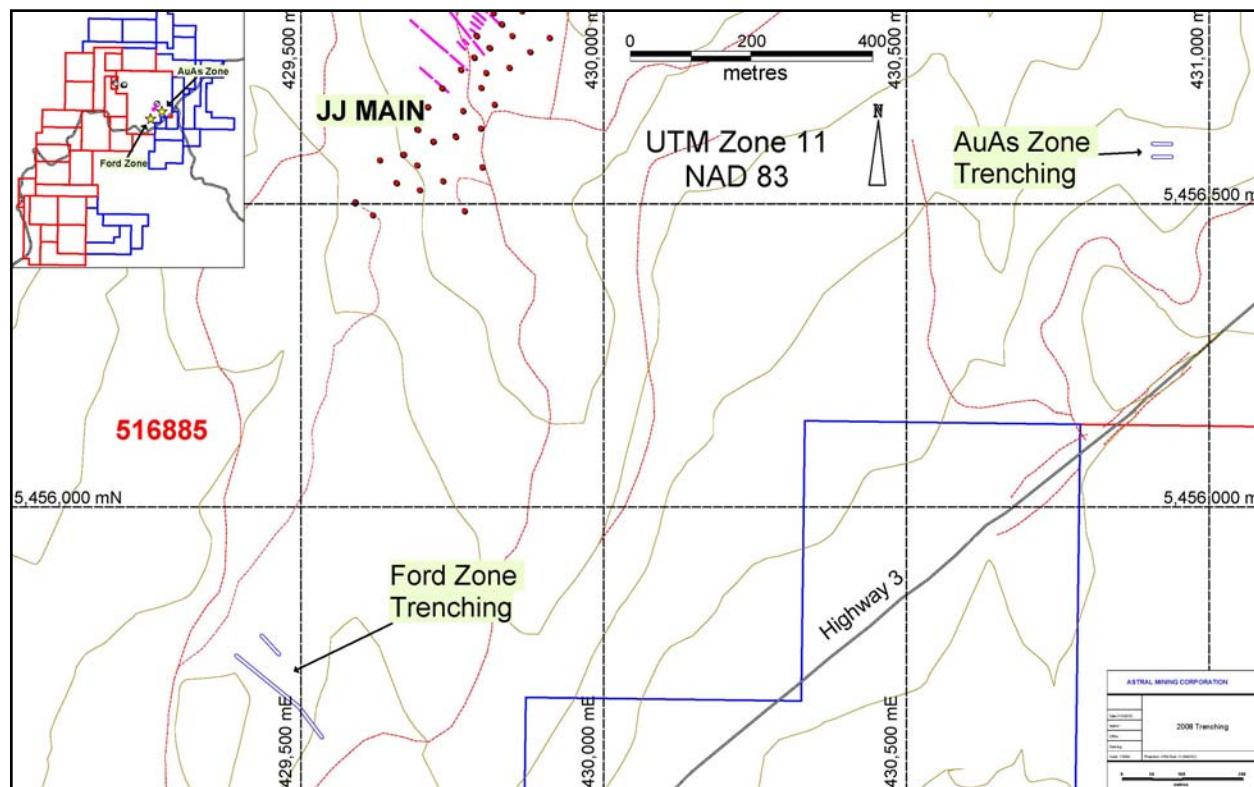 AuAs Zone
Ford Zone
429,500 mE
430,000 m
430,500 m
431,000 m
0 200 400
metres
JJ MAIN
UTM Zone 11
NAD 83
N
AuAs Zone
Trenching
5,456,500 m
516885
5,456,000 mN
5,456,000 m
Ford Zone
Trenching
Highway 3
429,500 mE
430,000 mE
430,500 mE
ASTRAL MINING CORPORATION
2008 Trenching
metres